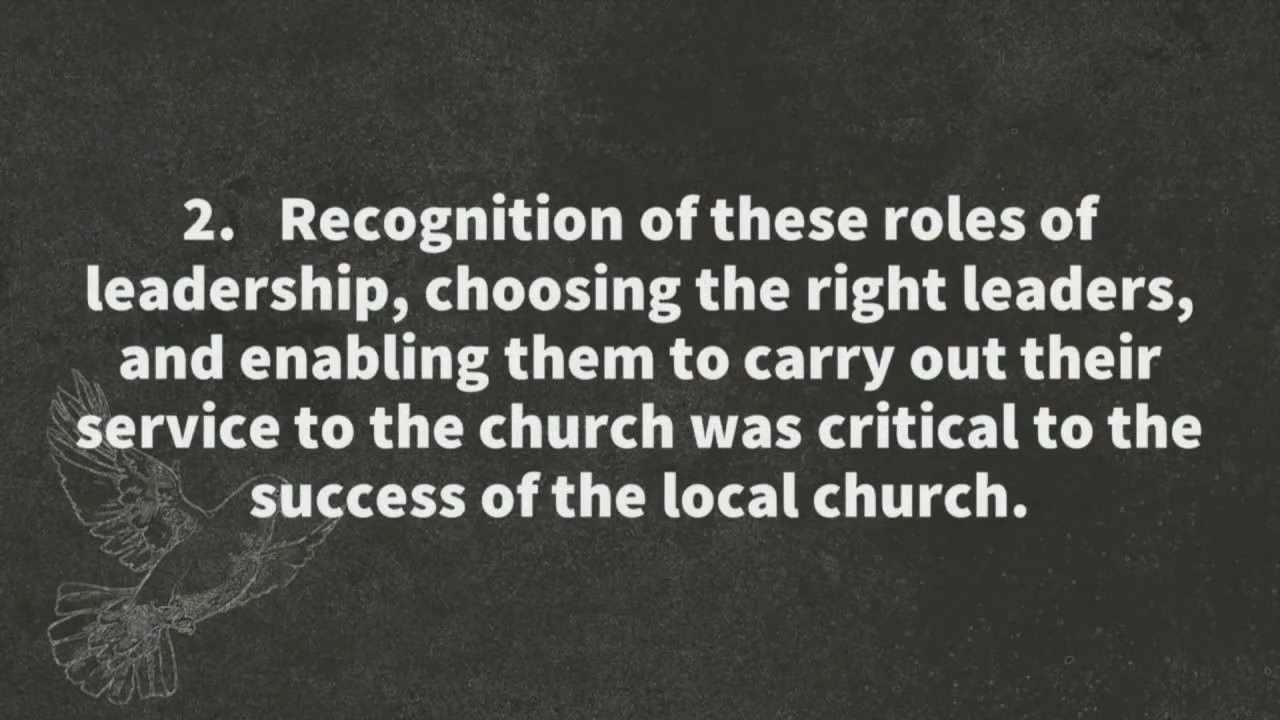 2. Recognition of these roles of
leadership, choosing the right leaders,
and enabling them to carry out their
service to the church was critical to the
success of the local church.